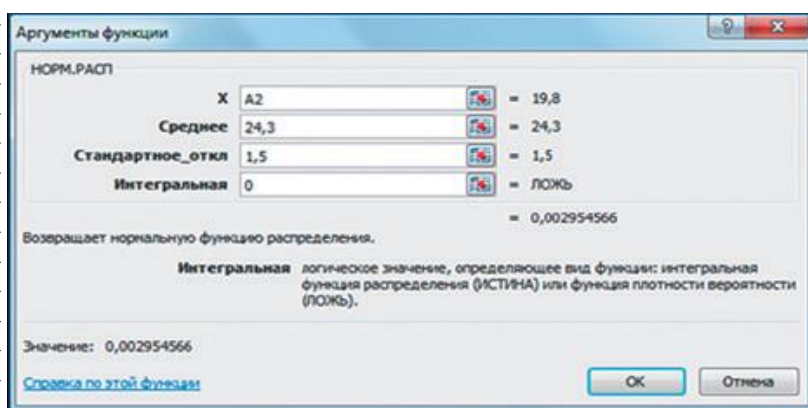 Аргументы функции
НОРМ.РАСП
X A2 = 19,8
Среднее 24,3 = 24,3
Стандартное_откл 1,5 = 1,5
Интегральная 0 = ЛОЖЬ
= 0,002954566
Возвращает нормальную функцию распределения.
Интегральная логическое значение, определяющее вид функции: интегральная
функция распределения (ИСТИНА) или функция плотности вероятности
(ЛОЖЬ).
Значение: 0,002954566
Справка по этой функции
ОК Отмена